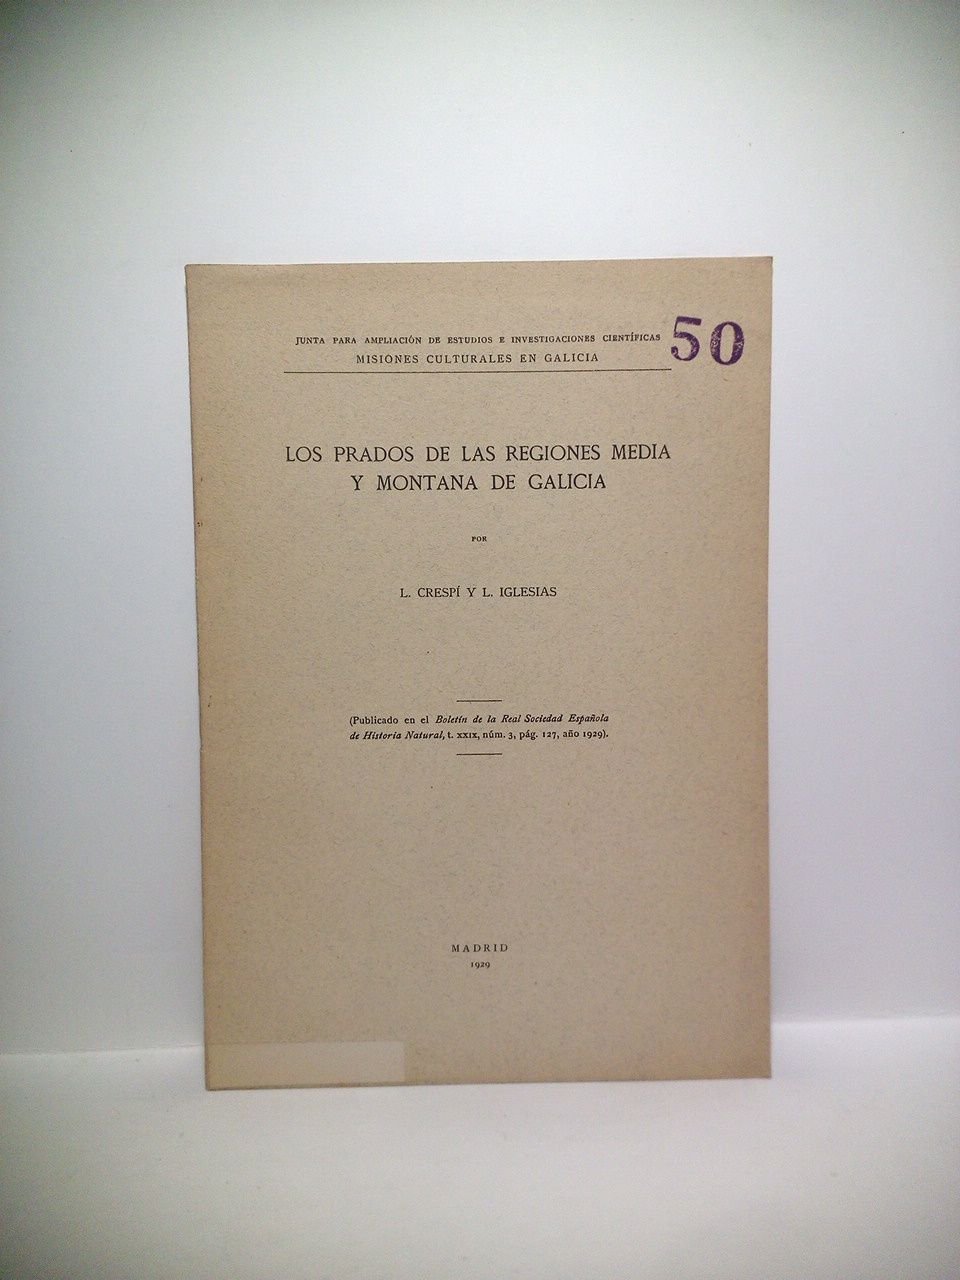 JUNTA PARA AMPLIACIÓN DE ESTUDIOS E INVESTIGACIONES CIENTÍFICAS
MISIONES CULTURALES EN GALICIA
50
LOS PRADOS DE LAS REGIONES MEDIA
Y MONTANA DE GALICIA
POR
L. CRESPÍ Y L. IGLESIAS
(Publicado en el Boletín de la Real Sociedad Española
de Historia Natural, t. XXIX, núm. 3, pág. 127, año 1929).
MADRID
1929